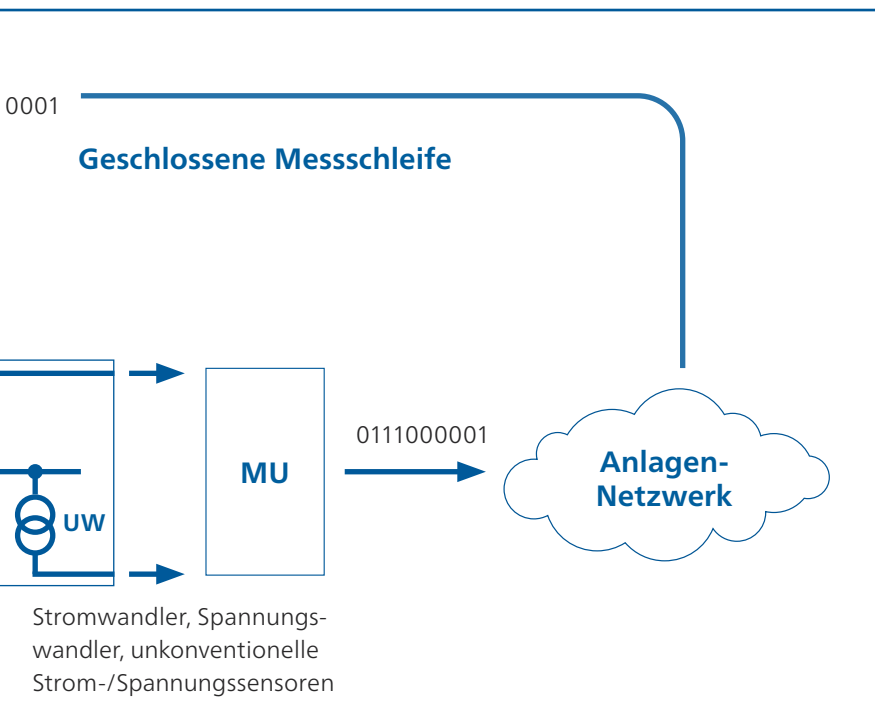 0001
Geschlossene Messschleife
0111000001
MU
Anlagen-
Netzwerk
UW
Stromwandler, Spannungs-
wandler, unkonventionelle
Strom-/Spannungssensoren